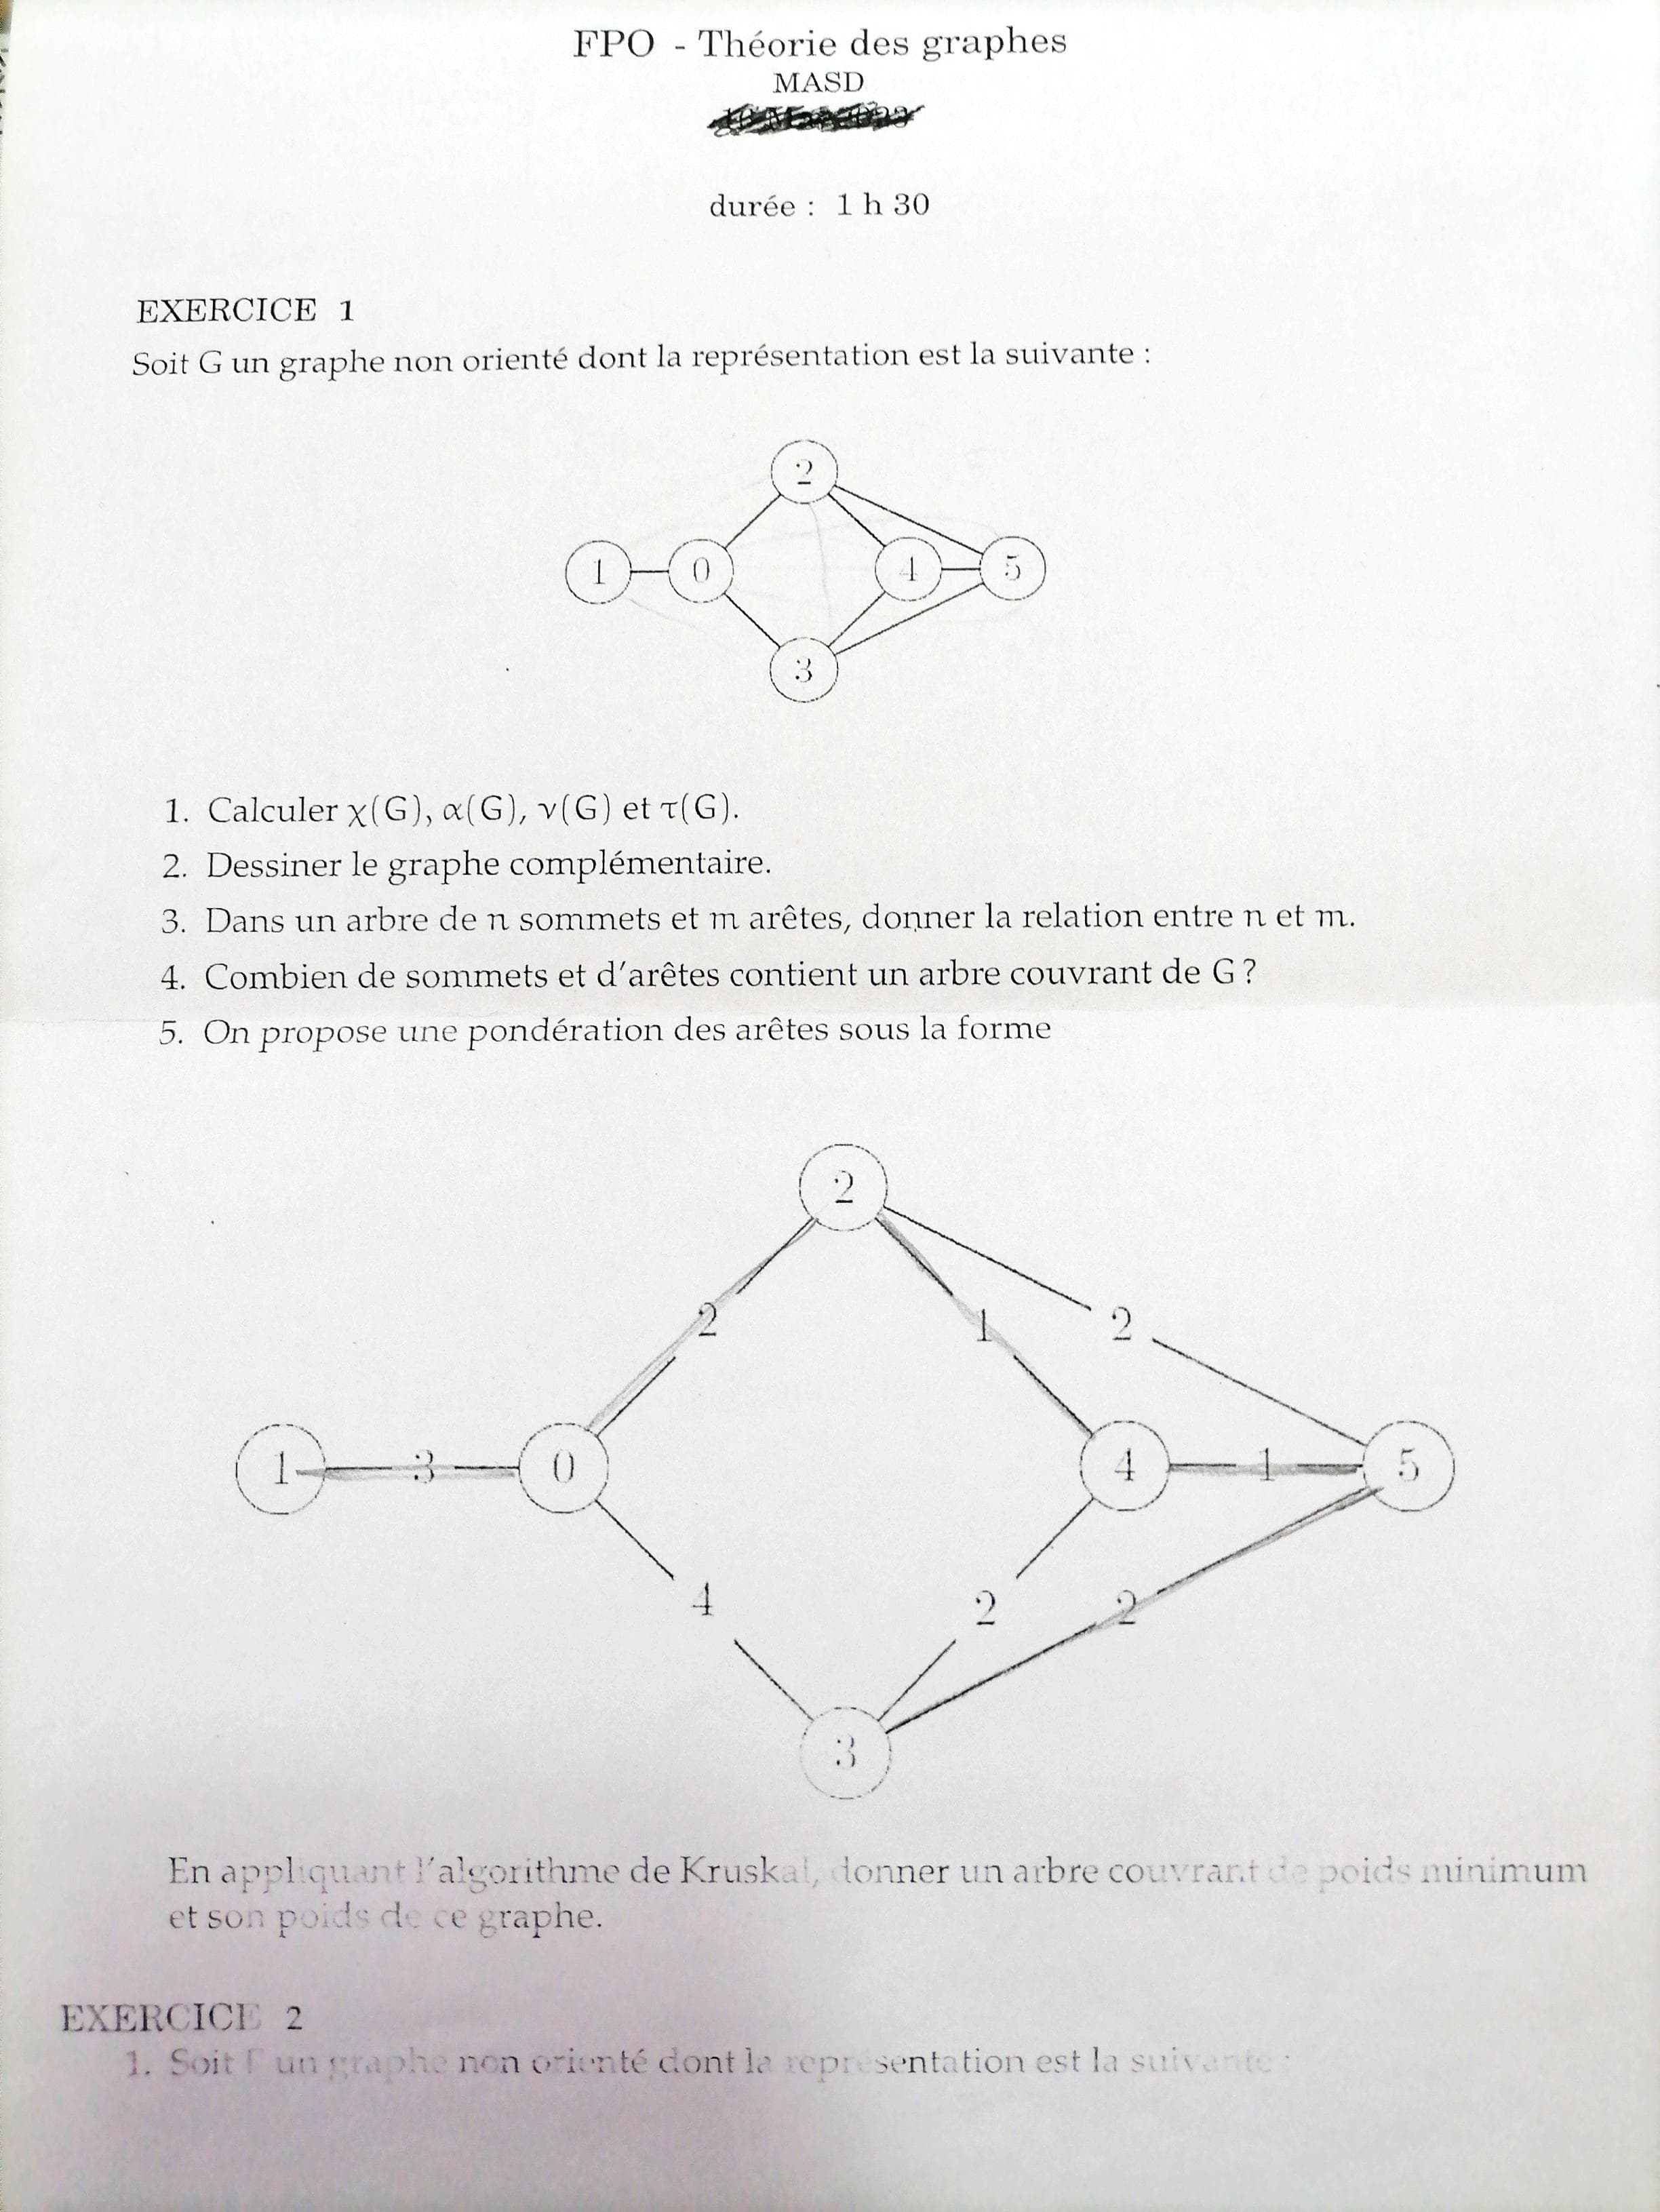 FPO - Théorie des graphes
MASD
durée : 1 h 30
EXERCICE 1
Soit G un graphe non orienté dont la représentation est la suivante :
2
1 0 4 5
3
1. Calculer χ(G), α(G), ν(G) et τ(G).
2. Dessiner le graphe complémentaire.
3. Dans un arbre de n sommets et m arêtes, donner la relation entre n et m.
4. Combien de sommets et d'arêtes contient un arbre couvrant de G ?
5. On propose une pondération des arêtes sous la forme
2
2 1 2
1 3 0 4 1 5
4 2 2
3
En appliquant l'algorithme de Kruskal, donner un arbre couvrant de poids minimum
et son poids de ce graphe.
EXERCICE 2
1. Soit Γ un graphe non orienté dont la représentation est la suivante :